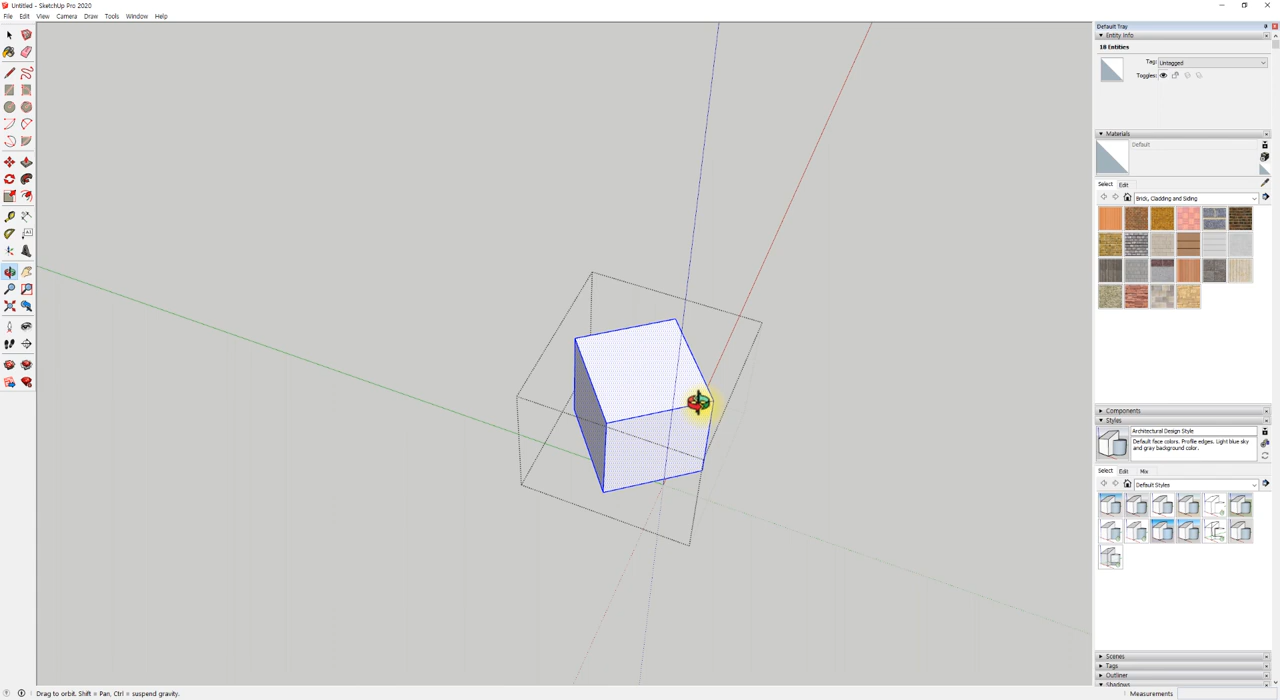 Untitled - SketchUp Pro 2020
File Edit View Camera Draw Tools Window Help
Default Tray
Entity Info
18 Entities
Tag: Untagged
Toggles:
Materials
Default
Select Edit
Brick, Cladding and Siding
Components
Styles
Architectural Design Style
Default face colors. Profile edges. Light blue sky
and gray background color.
Select Edit Mix
Default Styles
Scenes
Tags
Outliner
Shadows
Drag to orbit. Shift = Pan, Ctrl = suspend gravity.
Measurements